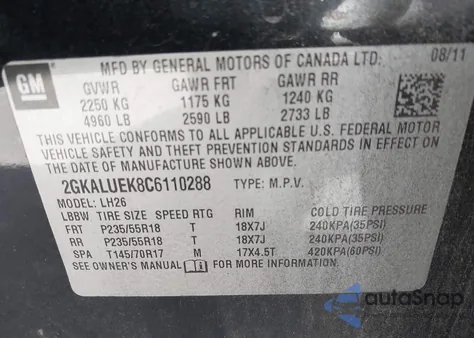 GM
MFD BY GENERAL MOTORS OF CANADA LTD. 08/11
GVWR GAWR FRT GAWR RR
2250 KG 1175 KG 1240 KG
4960 LB 2590 LB 2733 LB
THIS VEHICLE CONFORMS TO ALL APPLICABLE U.S. FEDERAL MOTOR
VEHICLE SAFETY AND THEFT PREVENTION STANDARDS IN EFFECT ON
THE DATE OF MANUFACTURE SHOWN ABOVE.
2GKALUEK8C6110288 TYPE: M.P.V.
MODEL: LH26
LBBW TIRE SIZE SPEED RTG RIM COLD TIRE PRESSURE
FRT P235/55R18 T 18X7J 240KPA(35PSI)
RR P235/55R18 T 18X7J 240KPA(35PSI)
SPA T145/70R17 M 17X4.5T 420KPA(60PSI)
SEE OWNER'S MANUAL FOR MORE INFORMATION.
autoSnap